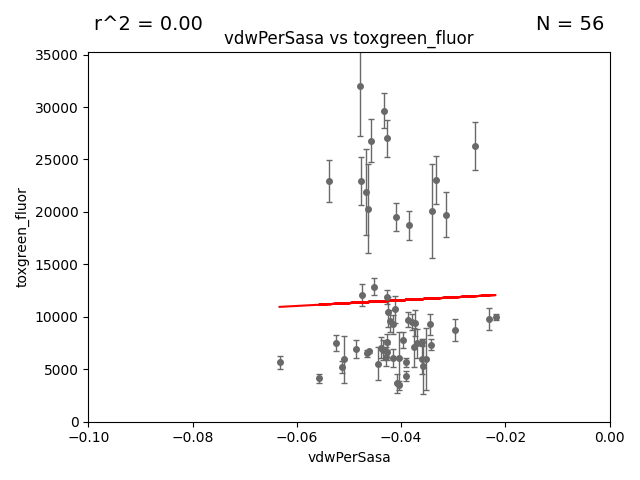 r^2 = 0.00
N = 56
vdwPerSasa vs toxgreen_fluor
35000
30000
25000
20000
15000
10000
5000
0
toxgreen_fluor
−0.10
−0.08
−0.06
−0.04
−0.02
0.00
vdwPerSasa